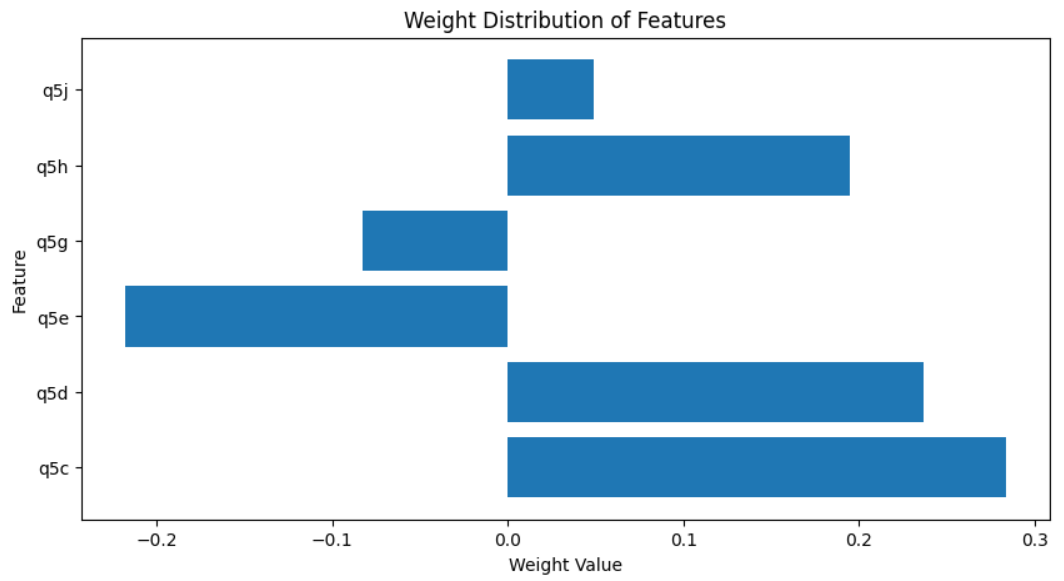 Weight Distribution of Features
q5j
q5h
q5g
q5e
q5d
q5c
Feature
−0.2 −0.1 0.0 0.1 0.2 0.3
Weight Value